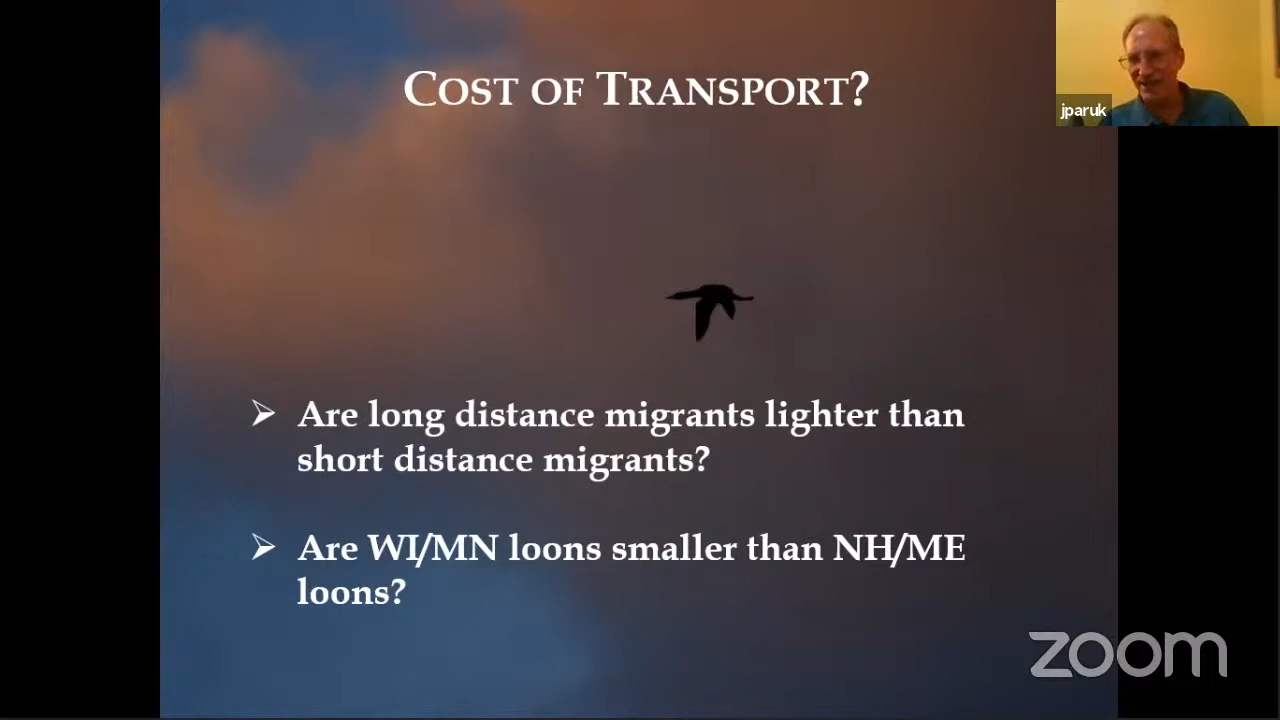 COST OF TRANSPORT?
jparuk
➢ Are long distance migrants lighter than
short distance migrants?
➢ Are WI/MN loons smaller than NH/ME
loons?
zoom